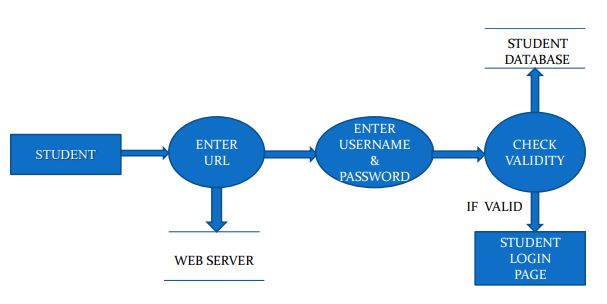 STUDENT
DATABASE
STUDENT
ENTER
URL
ENTER
USERNAME
&
PASSWORD
CHECK
VALIDITY
IF VALID
WEB SERVER
STUDENT
LOGIN
PAGE